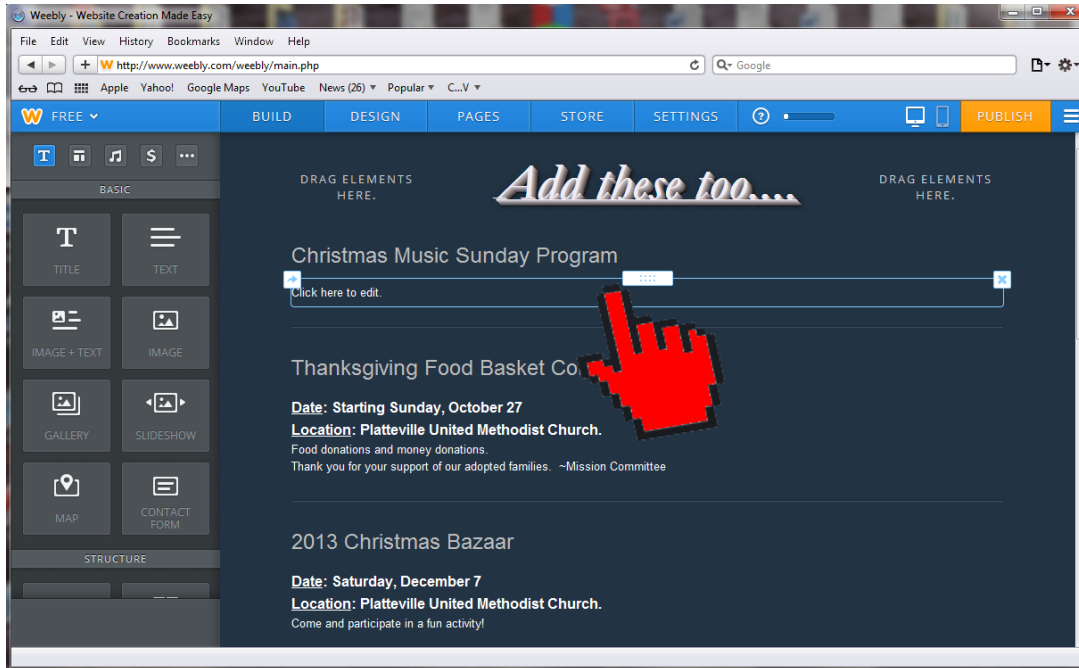 Weebly - Website Creation Made Easy
File Edit View History Bookmarks Window Help
http://www.weebly.com/weebly/main.php
Google
Apple Yahoo! Google Maps YouTube News (26) ▾ Popular ▾ C...V ▾
FREE BUILD DESIGN PAGES STORE SETTINGS ? PUBLISH
T $ •••
BASIC
T
TITLE TEXT
IMAGE + TEXT IMAGE
GALLERY SLIDESHOW
MAP CONTACT
FORM
STRUCTURE
DRAG ELEMENTS
HERE.
Add these too....
DRAG ELEMENTS
HERE.
Christmas Music Sunday Program
Click here to edit.
Thanksgiving Food Basket
Date: Starting Sunday, October 27
Location: Platteville United Methodist Church.
Food donations and money donations.
Thank you for your support of our adopted families. ~Mission Committee
2013 Christmas Bazaar
Date: Saturday, December 7
Location: Platteville United Methodist Church.
Come and participate in a fun activity!